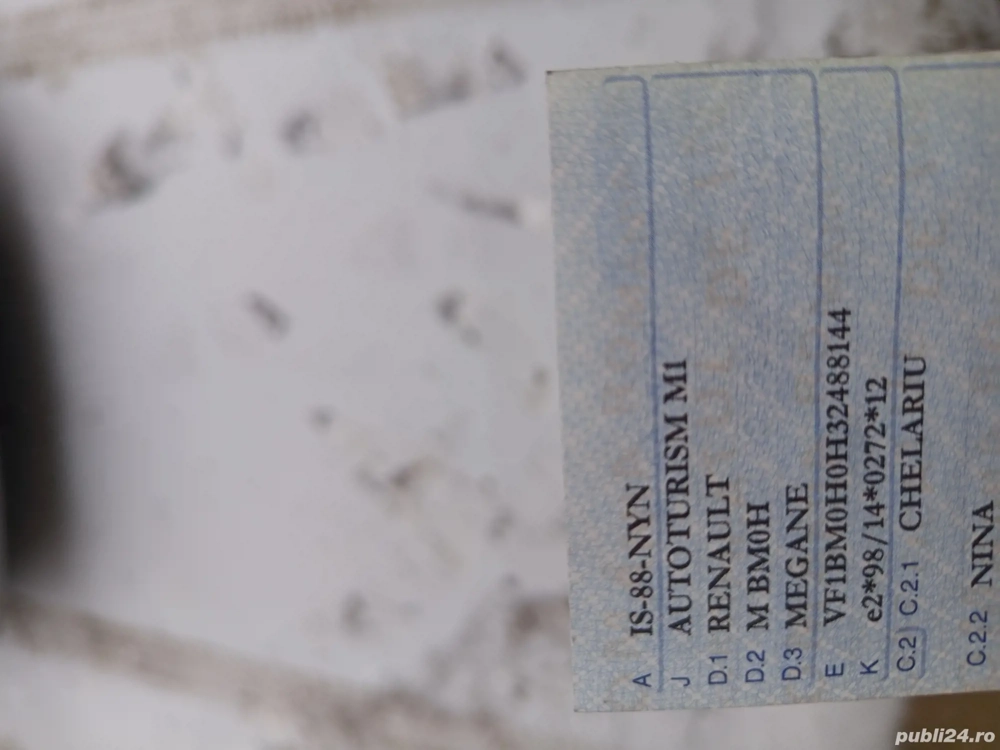 A IS-88-NYN
J AUTOTURISM M1
D.1 RENAULT
D.2 M BM0H
D.3 MEGANE
E VF1BM0H0H32488144
K e2*98/14*0272*12
C.2 C.2.1 CHELARIU
C.2.2 NINA
publi24.ro